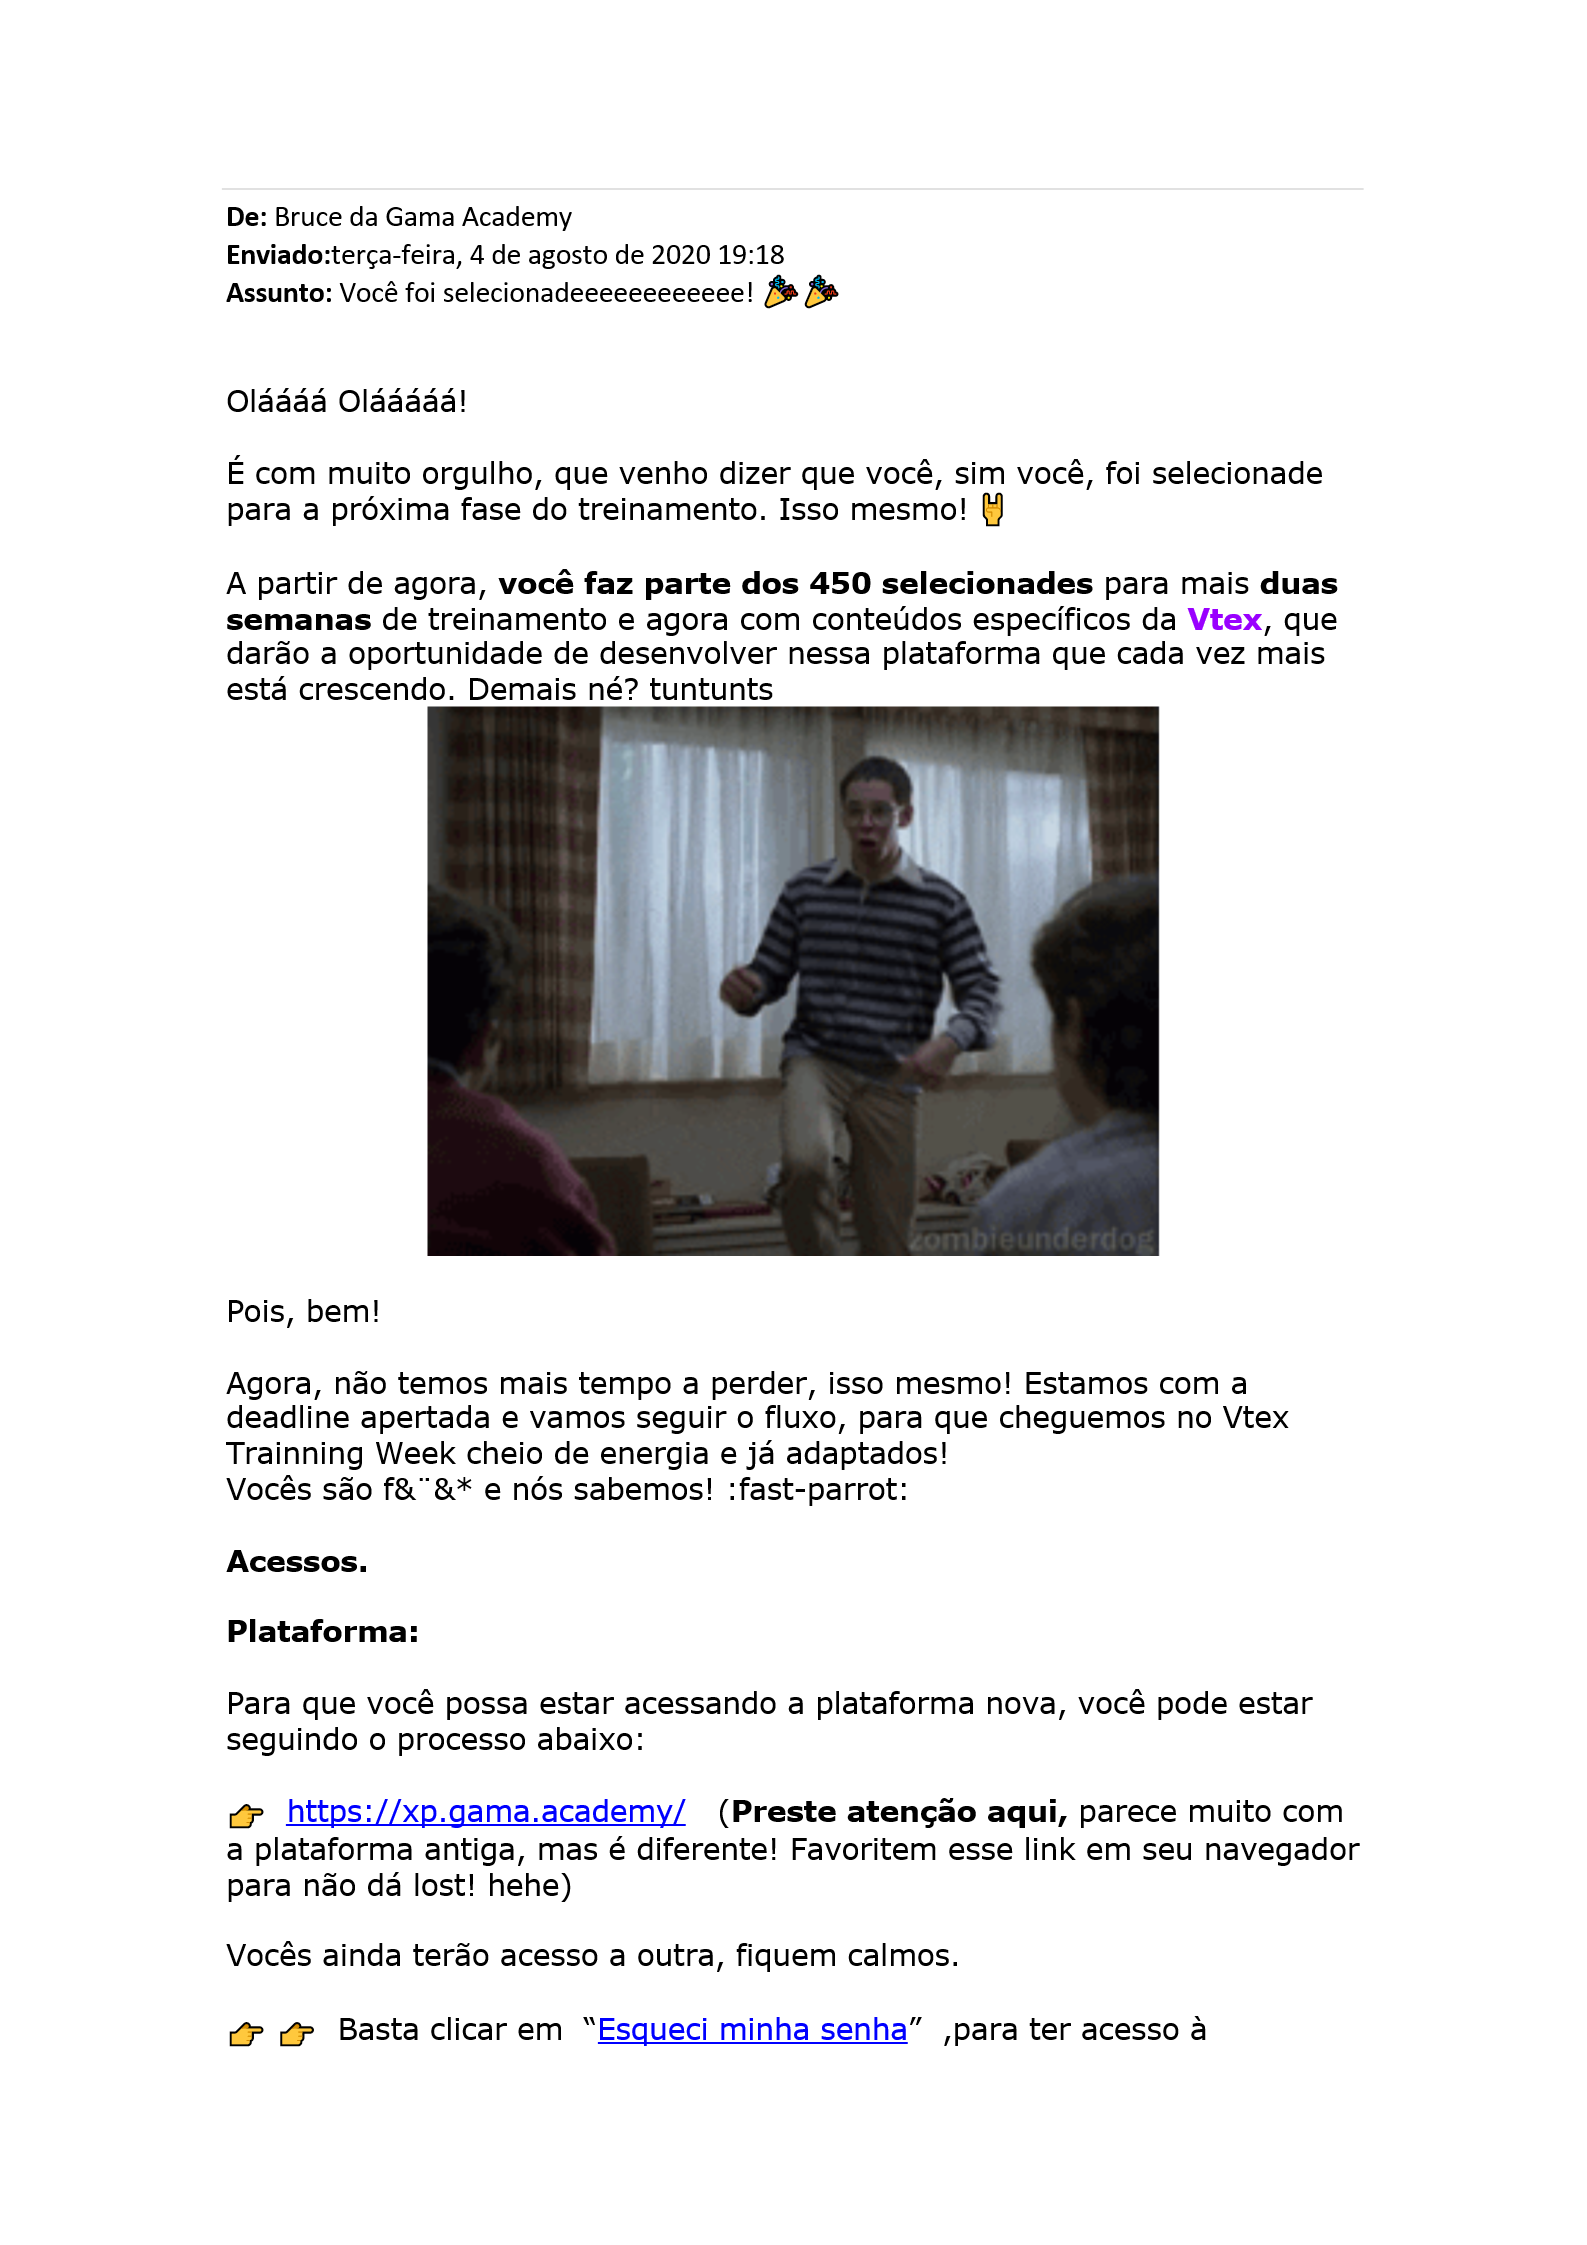 De: Bruce da Gama Academy
Enviado:terça-feira, 4 de agosto de 2020 19:18
Assunto: Você foi selecionadeeeeeeeeeeee! 🎉🎉
Oláááá Olááááá!
É com muito orgulho, que venho dizer que você, sim você, foi selecionade
para a próxima fase do treinamento. Isso mesmo! 🤘
A partir de agora, você faz parte dos 450 selecionades para mais duas
semanas de treinamento e agora com conteúdos específicos da Vtex, que
darão a oportunidade de desenvolver nessa plataforma que cada vez mais
está crescendo. Demais né? tuntunts
zombieunderdog
Pois, bem!
Agora, não temos mais tempo a perder, isso mesmo! Estamos com a
deadline apertada e vamos seguir o fluxo, para que cheguemos no Vtex
Trainning Week cheio de energia e já adaptados!
Vocês são f&¨&* e nós sabemos! :fast-parrot:
Acessos.
Plataforma:
Para que você possa estar acessando a plataforma nova, você pode estar
seguindo o processo abaixo:
👉 https://xp.gama.academy/ (Preste atenção aqui, parece muito com
a plataforma antiga, mas é diferente! Favoritem esse link em seu navegador
para não dá lost! hehe)
Vocês ainda terão acesso a outra, fiquem calmos.
👉 👉 Basta clicar em “Esqueci minha senha” ,para ter acesso à